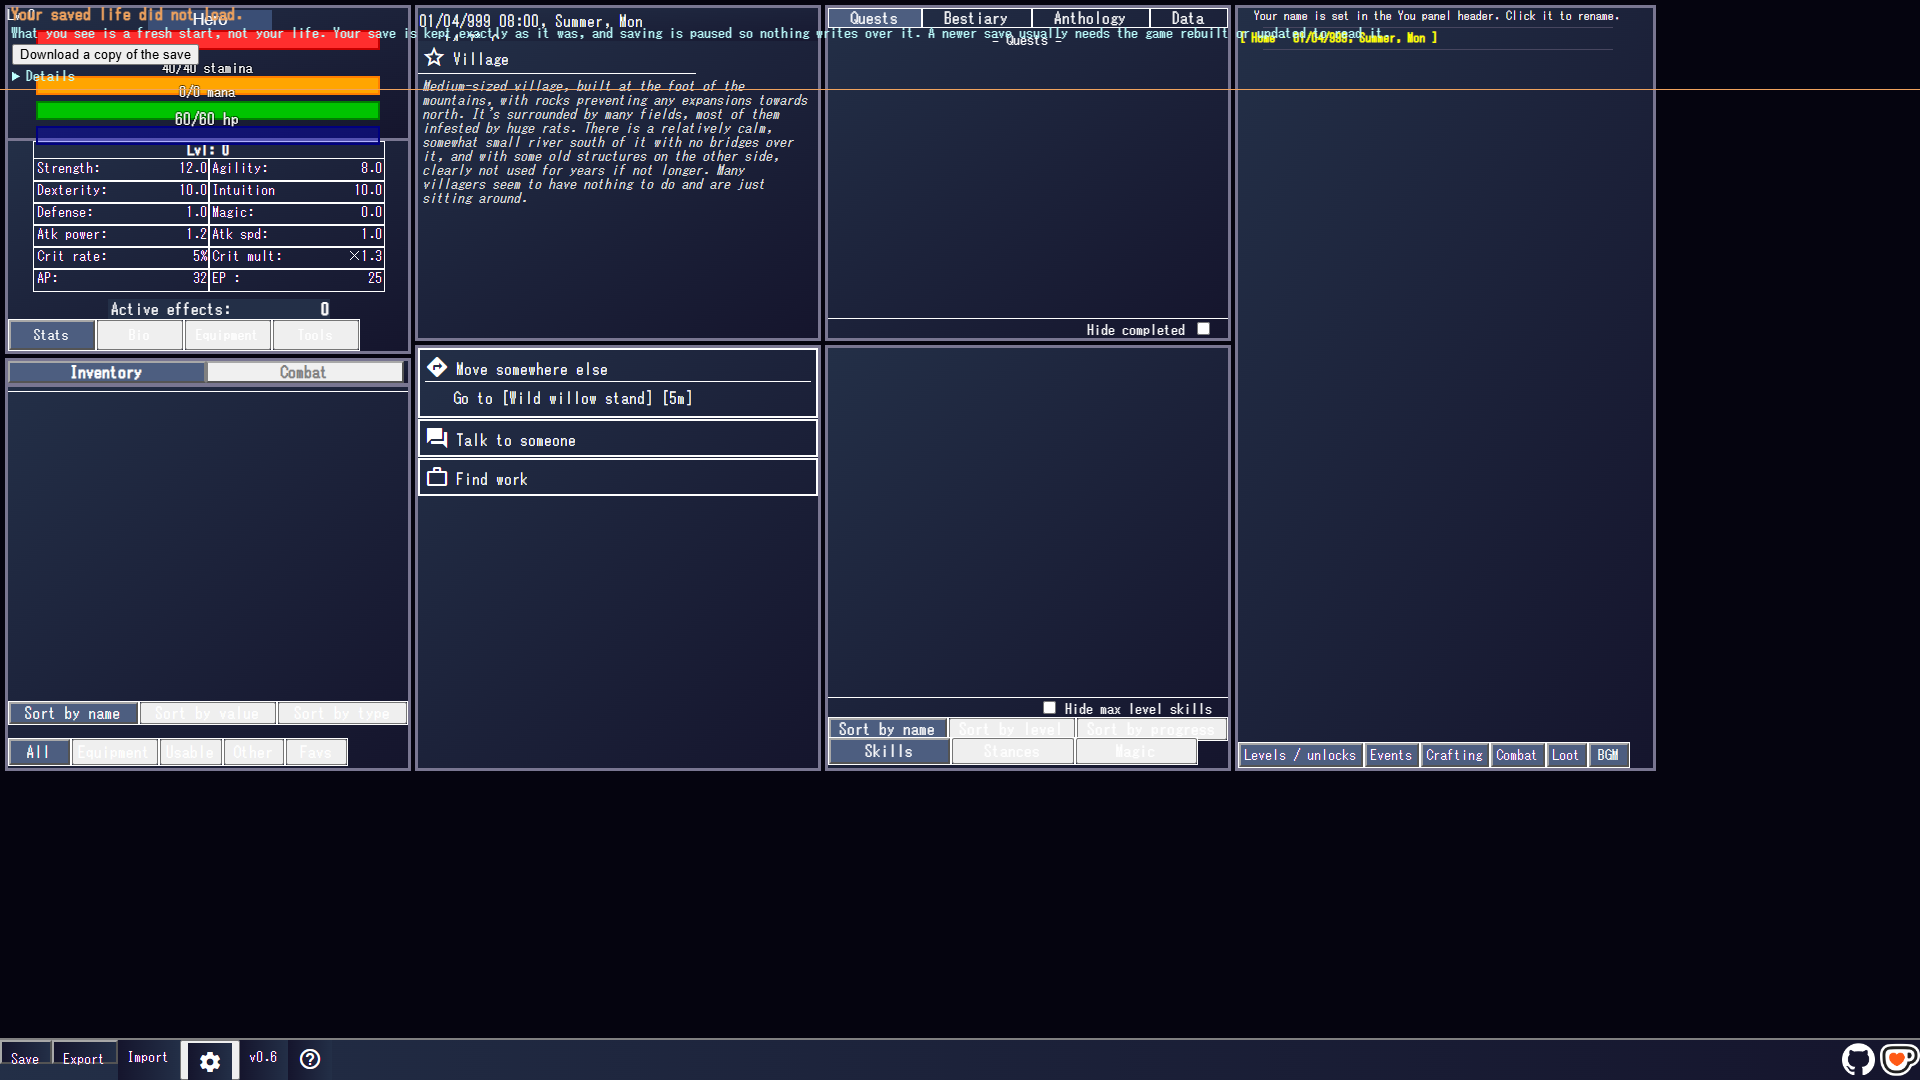 Your saved life did not load.
Hero
What you see is a fresh start, not your life. Your save is kept exactly as it was, and saving is paused so nothing writes over it. A newer save usually needs the game rebuilt or updated to read it.
Download a copy of the save
▶ Details
40/40 stamina
0/0 mana
60/60 hp
Lvl: 0
Strength: 12.0 Agility: 8.0
Dexterity: 10.0 Intuition 10.0
Defense: 1.0 Magic: 0.0
Atk power: 1.2 Atk spd: 1.0
Crit rate: 5% Crit mult: ×1.3
AP: 32 EP : 25
Active effects: 0
Stats Bio Equipment Tools
Inventory Combat
Sort by name Sort by value Sort by type
All Equipment Usable Other Favs
01/04/999 08:00, Summer, Mon
Village
Medium-sized village, built at the foot of the
mountains, with rocks preventing any expansions towards
north. It's surrounded by many fields, most of them
infested by huge rats. There is a relatively calm,
somewhat small river south of it with no bridges over
it, and with some old structures on the other side,
clearly not used for years if not longer. Many
villagers seem to have nothing to do and are just
sitting around.
Move somewhere else
Go to [Wild willow stand] [5m]
Talk to someone
Find work
Quests Bestiary Anthology Data
- Quests -
Hide completed
Hide max level skills
Sort by name Sort by level Sort by progress
Skills Stances Magic
Your name is set in the You panel header. Click it to rename.
[ Home 01/04/999, Summer, Mon ]
Levels / unlocks Events Crafting Combat Loot BGM
Save Export Import v0.6